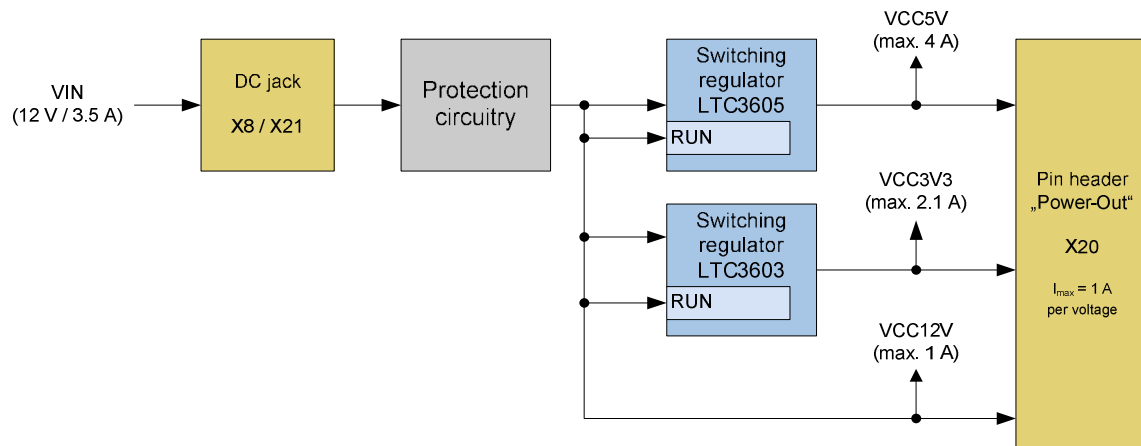 VIN
(12 V / 3.5 A)
DC jack
X8 / X21
Protection
circuitry
Switching
regulator
LTC3605
RUN
VCC5V
(max. 4 A)
Switching
regulator
LTC3603
RUN
VCC3V3
(max. 2.1 A)
VCC12V
(max. 1 A)
Pin header
„Power-Out“
X20
Imax = 1 A
per voltage